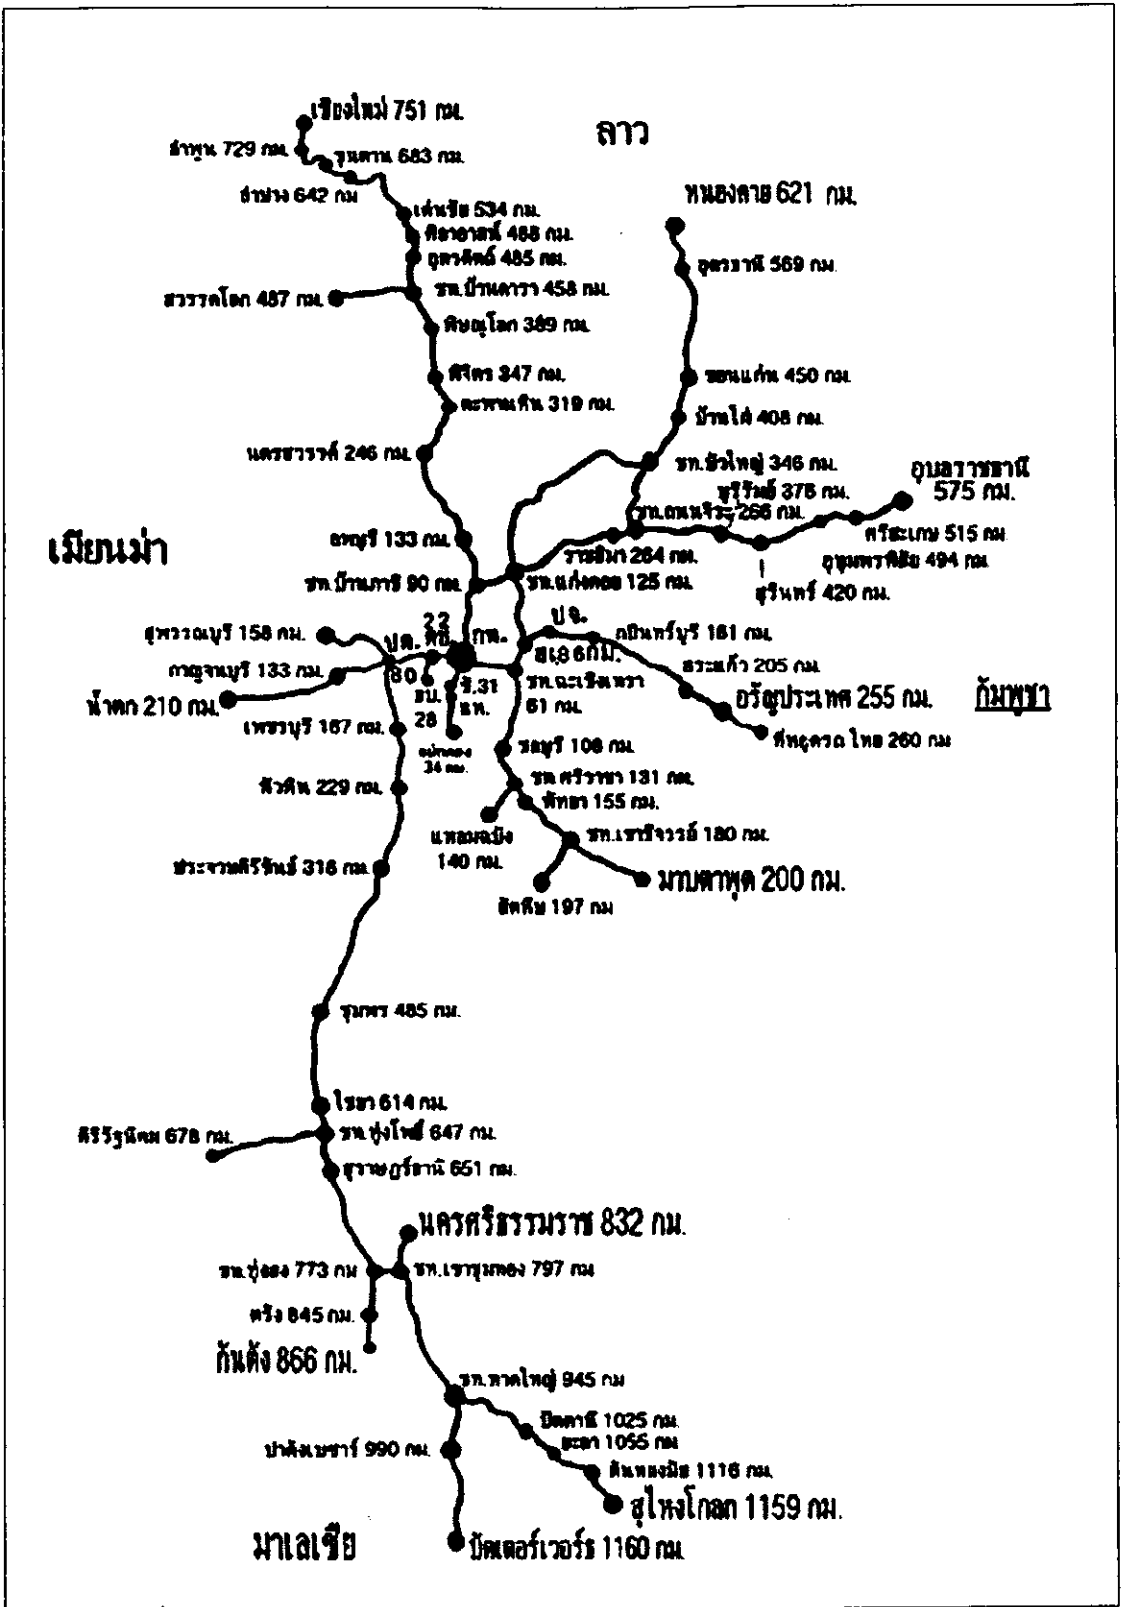 เชียงใหม่ 751 กม.
ลำพูน 729 กม.
ขุนตาน 683 กม.
ลำปาง 642 กม
เด่นชัย 534 กม.
ศิลาอาสน์ 488 กม.
อุตรดิตถ์ 485 กม.
สวรรคโลก 487 กม.
ชท.บ้านดารา 458 กม.
พิษณุโลก 389 กม.
พิจิตร 347 กม.
ตะพานหิน 319 กม.
นครสวรรค์ 246 กม.
ลพบุรี 133 กม.
ชท.บ้านภาชี 90 กม.
ลาว
หนองคาย 621 กม.
อุดรธานี 569 กม.
ขอนแก่น 450 กม.
บ้านไผ่ 408 กม.
ชท.บัวใหญ่ 346 กม.
บุรีรัมย์ 376 กม.
อุบลราชธานี
575 กม.
ชท.ถนนจิระ 266 กม.
ราชสีมา 264 กม.
ศรีสะเกษ 515 กม
อุทุมพรพิสัย 494 กม
สุรินทร์ 420 กม.
ชท.แก่งคอย 125 กม.
เมียนม่า
สุพรรณบุรี 158 กม.
กาญจนบุรี 133 กม.
น้ำตก 210 กม.
ปด.
22
ตช.
กท.
80
ธบ.
28
ร.31
มท.
34 กม.
ปจ.
กบินทร์บุรี 161 กม.
สระแก้ว 205 กม.
อรัญประเทศ 255 กม.
กัมพูชา
ชท.ฉะเชิงเทรา
61 กม.
เพชรบุรี 167 กม.
หัวหิน 229 กม.
ประจวบคีรีขันธ์ 318 กม.
ชลบุรี 108 กม.
ชท.ศรีราชา 131 กม.
พัทยา 155 กม.
แหลมฉบัง
140 กม.
ชท.เขาชีจรรย์ 180 กม.
มาบตาพุด 200 กม.
สัตหีบ 197 กม
ชุมพร 485 กม.
ไชยา 614 กม.
คีรีรัฐนิคม 678 กม.
ชท.ทุ่งโพธิ์ 647 กม.
สุราษฎร์ธานี 651 กม.
นครศรีธรรมราช 832 กม.
ชท.ทุ่งสง 773 กม
ชท.เขาชุมทอง 797 กม
ตรัง 845 กม.
กันตัง 866 กม.
ชท.หาดใหญ่ 945 กม
ปัตตานี 1025 กม.
ยะลา 1055 กม
ปาดังเบซาร์ 990 กม.
ตันหยงมัส 1116 กม.
สุไหงโกลก 1159 กม.
มาเลเซีย
บัตเตอร์เวอร์ธ 1160 กม.